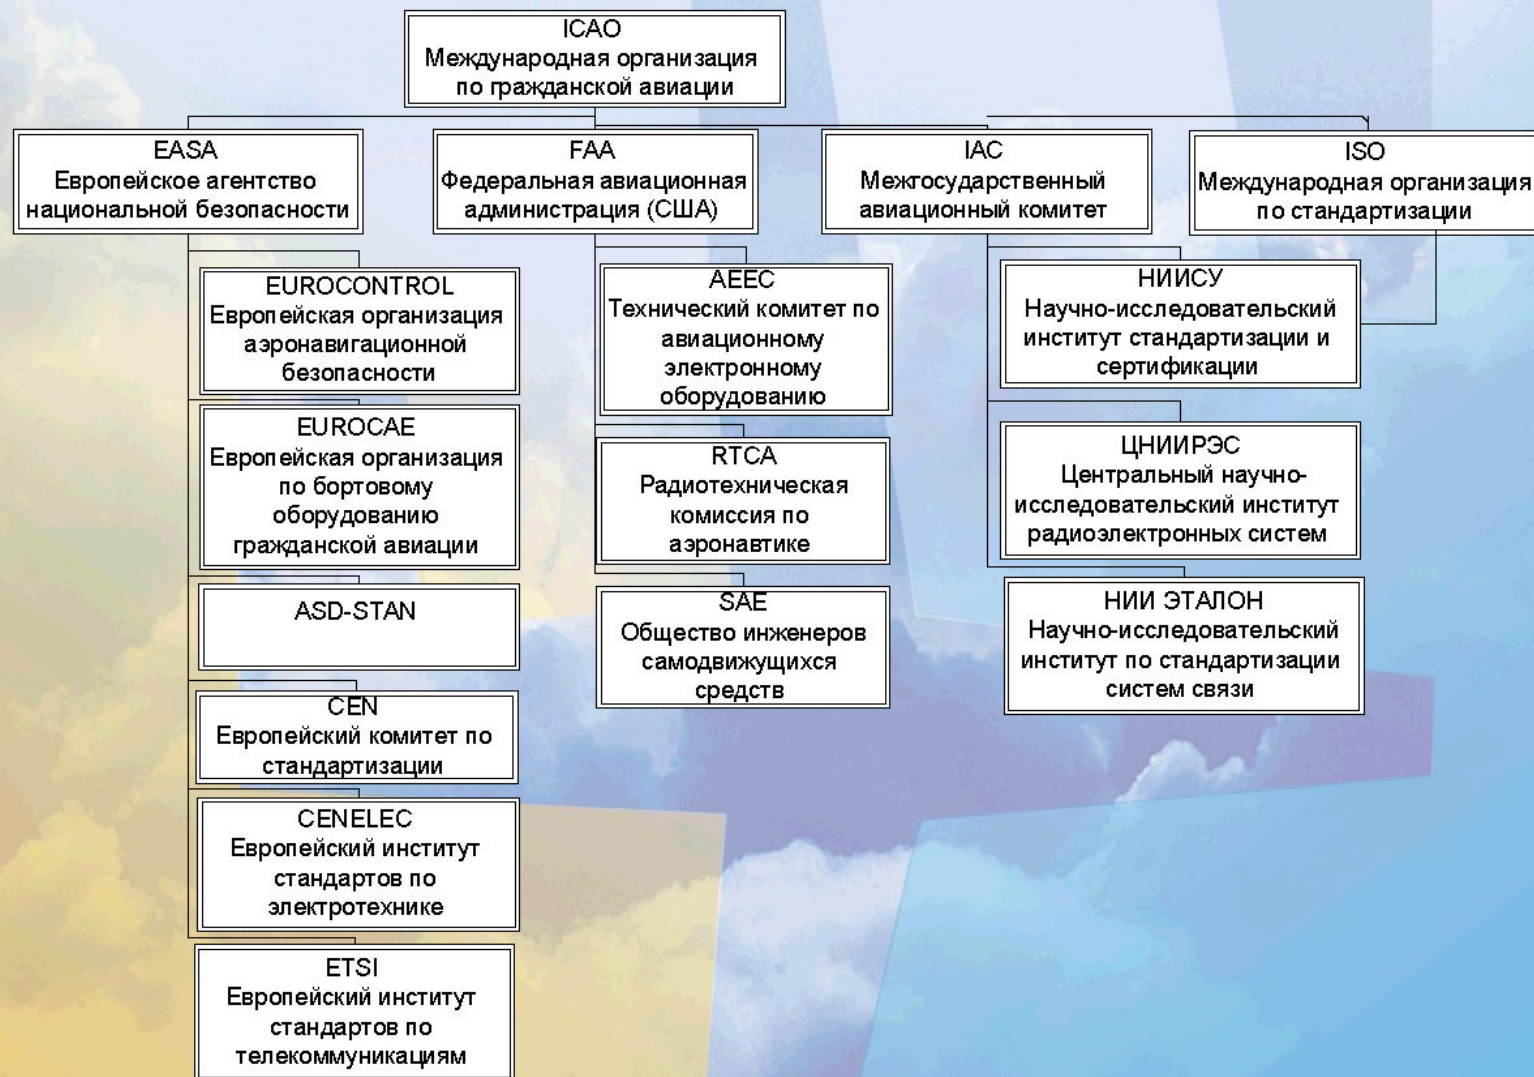 ICAO
Международная организация
по гражданской авиации
EASA
Европейское агентство
национальной безопасности
FAA
Федеральная авиационная
администрация (США)
IAC
Межгосударственный
авиационный комитет
ISO
Международная организация
по стандартизации
EUROCONTROL
Европейская организация
аэронавигационной
безопасности
EUROCAE
Европейская организация
по бортовому
оборудованию
гражданской авиации
ASD-STAN
CEN
Европейский комитет по
стандартизации
CENELEC
Европейский институт
стандартов по
электротехнике
ETSI
Европейский институт
стандартов по
телекоммуникациям
AEEC
Технический комитет по
авиационному
электронному
оборудованию
RTCA
Радиотехническая
комиссия по
аэронавтике
SAE
Общество инженеров
самодвижущихся
средств
НИИСУ
Научно-исследовательский
институт стандартизации и
сертификации
ЦНИИРЭС
Центральный научно-
исследовательский институт
радиоэлектронных систем
НИИ ЭТАЛОН
Научно-исследовательский
институт по стандартизации
систем связи